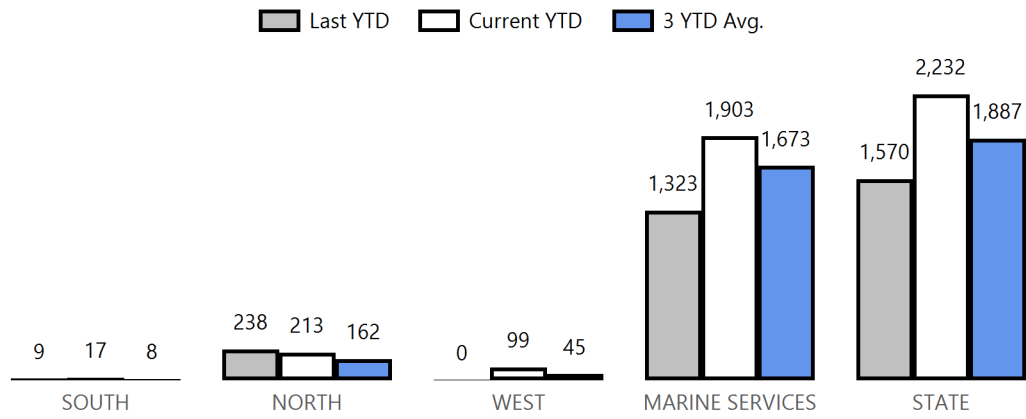 Last YTD Current YTD 3 YTD Avg.
9 17 8
238 213 162
0 99 45
1,323 1,903 1,673
1,570 2,232 1,887
SOUTH NORTH WEST MARINE SERVICES STATE